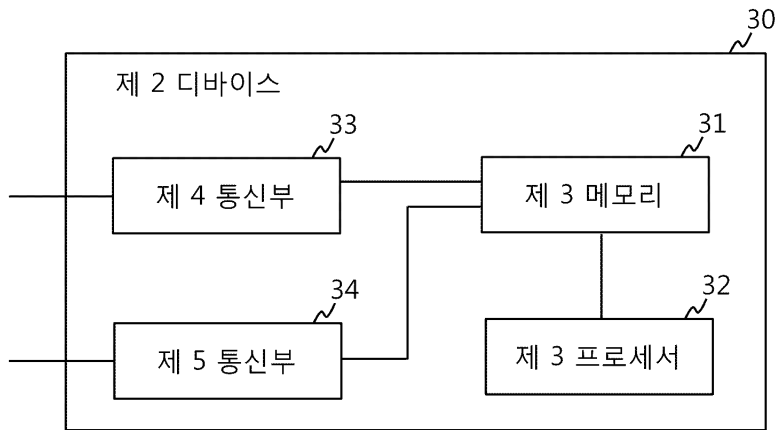 30
제 2 디바이스
33
31
제 4 통신부
제 3 메모리
34
32
제 5 통신부
제 3 프로세서